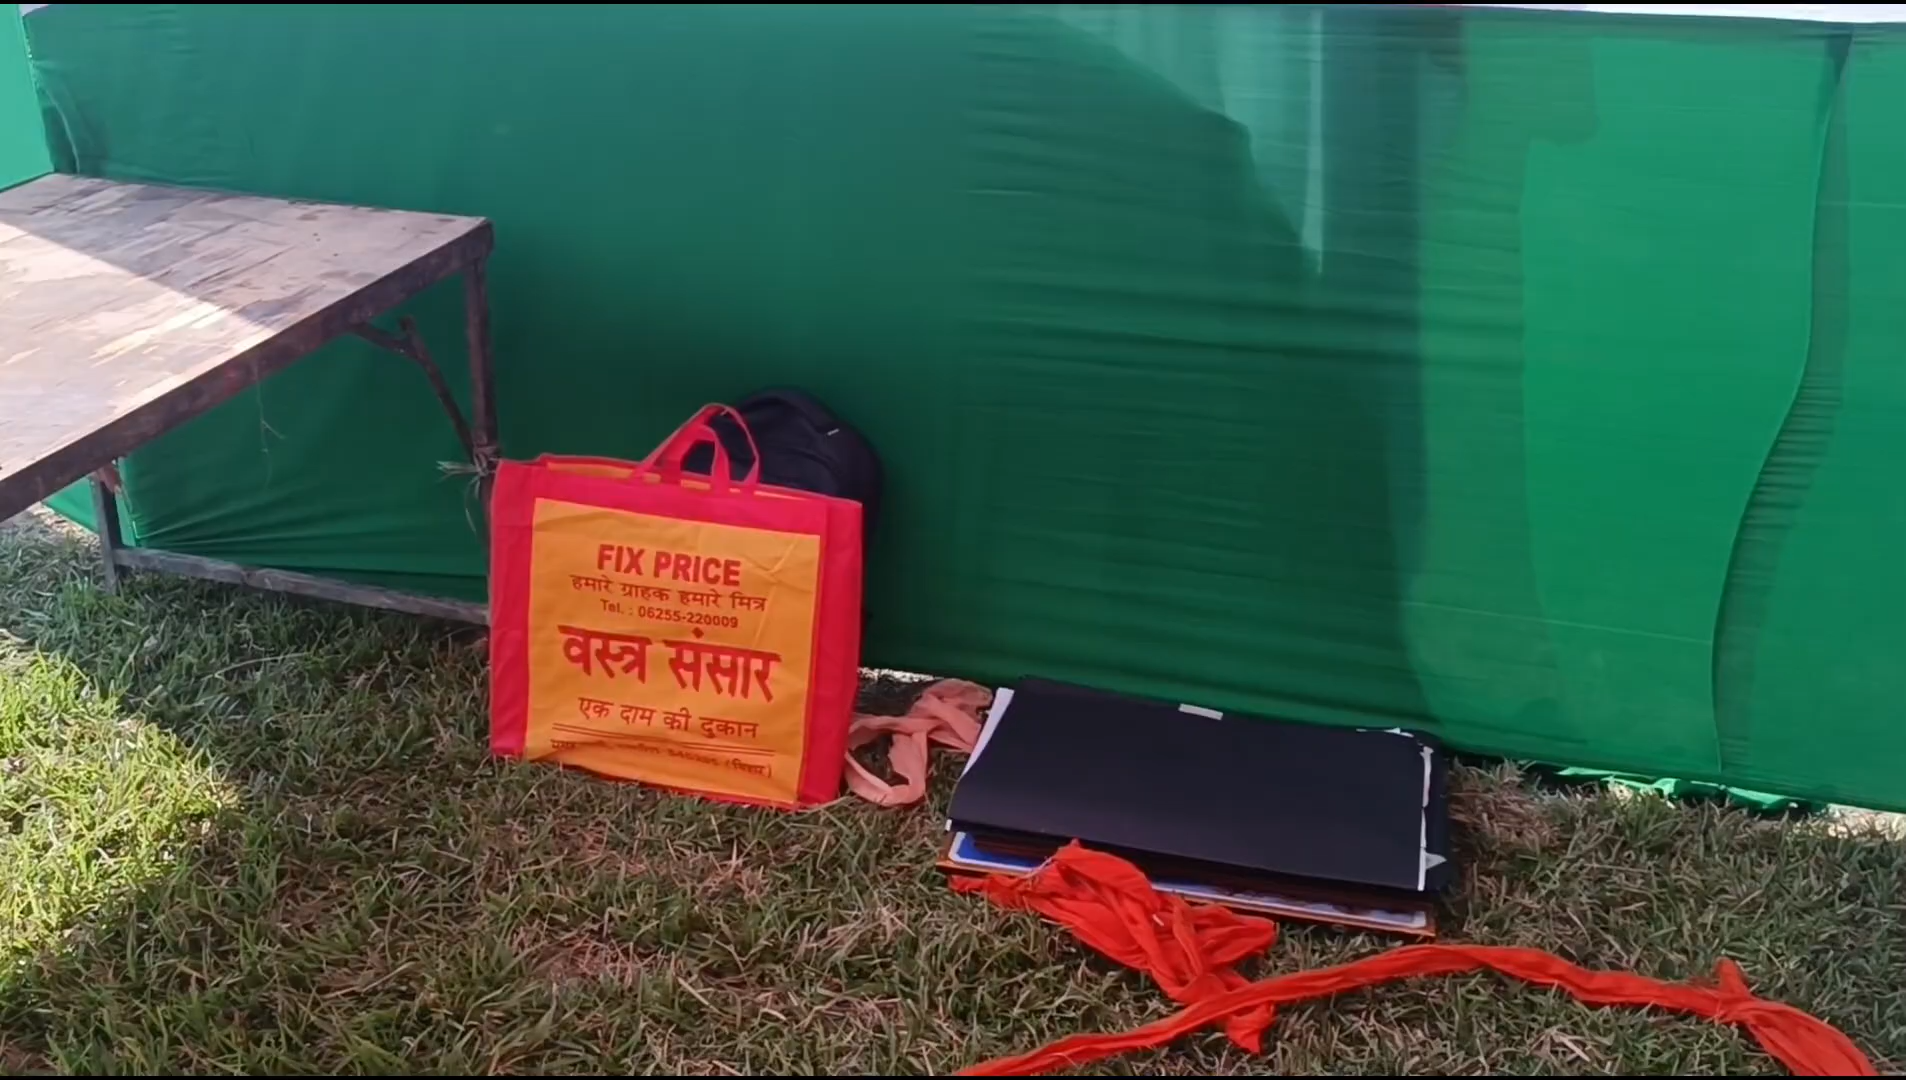 FIX PRICE
हमारे ग्राहक हमारे मित्र
Tel. : 06255-220009
वस्त्र संसार
एक दाम की दुकान
(बिहार)